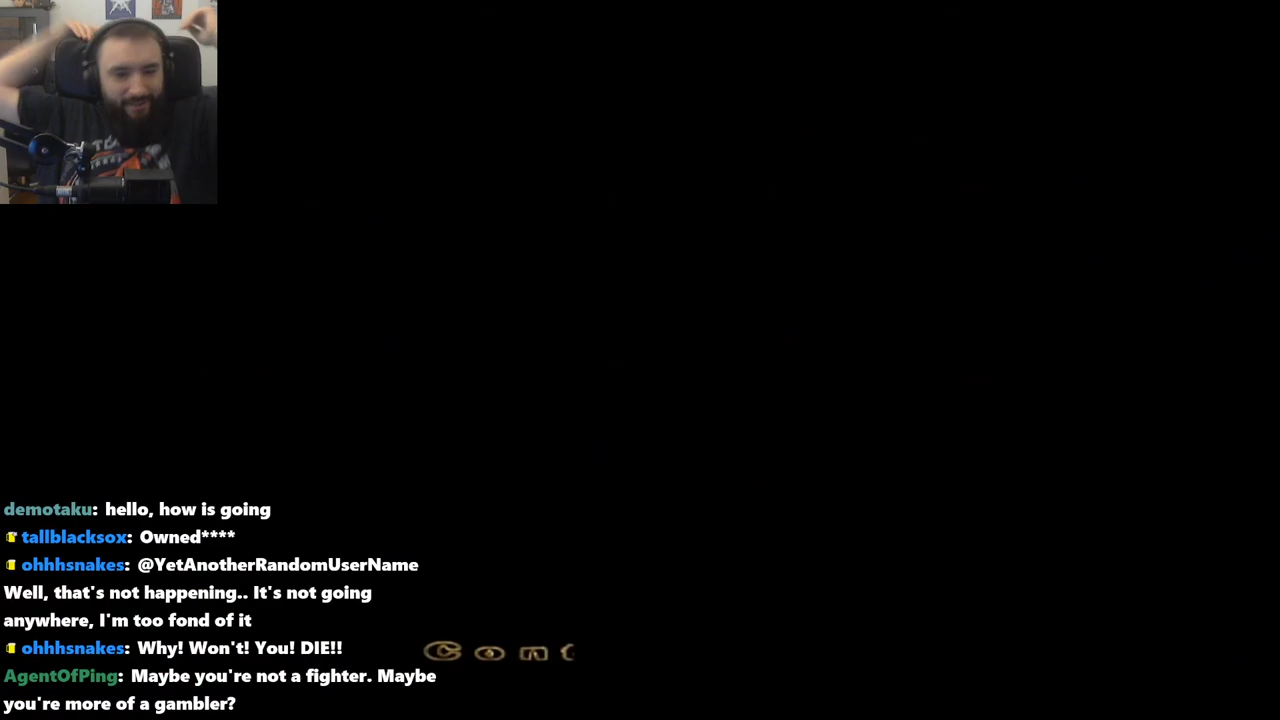 demotaku: hello, how is going
tallblacksox: Owned****
ohhhsnakes: @YetAnotherRandomUserName
Well, that's not happening.. It's not going
anywhere, I'm too fond of it
ohhhsnakes: Why! Won't! You! DIE!!
Con
AgentOfPing: Maybe you're not a fighter. Maybe
you're more of a gambler?